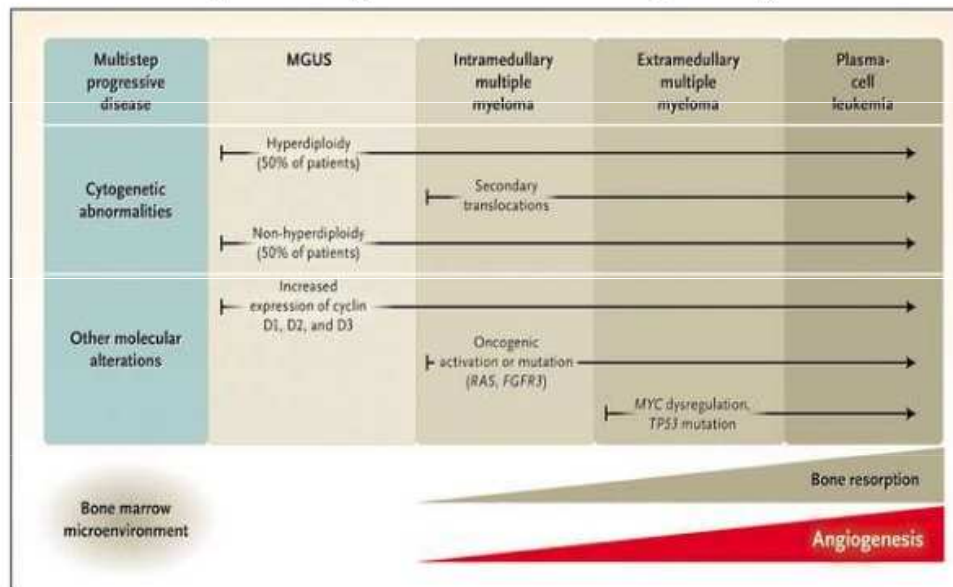 Multistep
progressive
disease
MGUS
Intramedullary
multiple
myeloma
Extramedullary
multiple
myeloma
Plasma-
cell
leukemia
Cytogenetic
abnormalities
Hyperdiploidy
(50% of patients)
Secondary
translocations
Non-hyperdiploidy
(50% of patients)
Other molecular
alterations
Increased
expression of cyclin
D1, D2, and D3
Oncogenic
activation or mutation
(RAS, FGFR3)
MYC dysregulation,
TP53 mutation
Bone marrow
microenvironment
Bone resorption
Angiogenesis